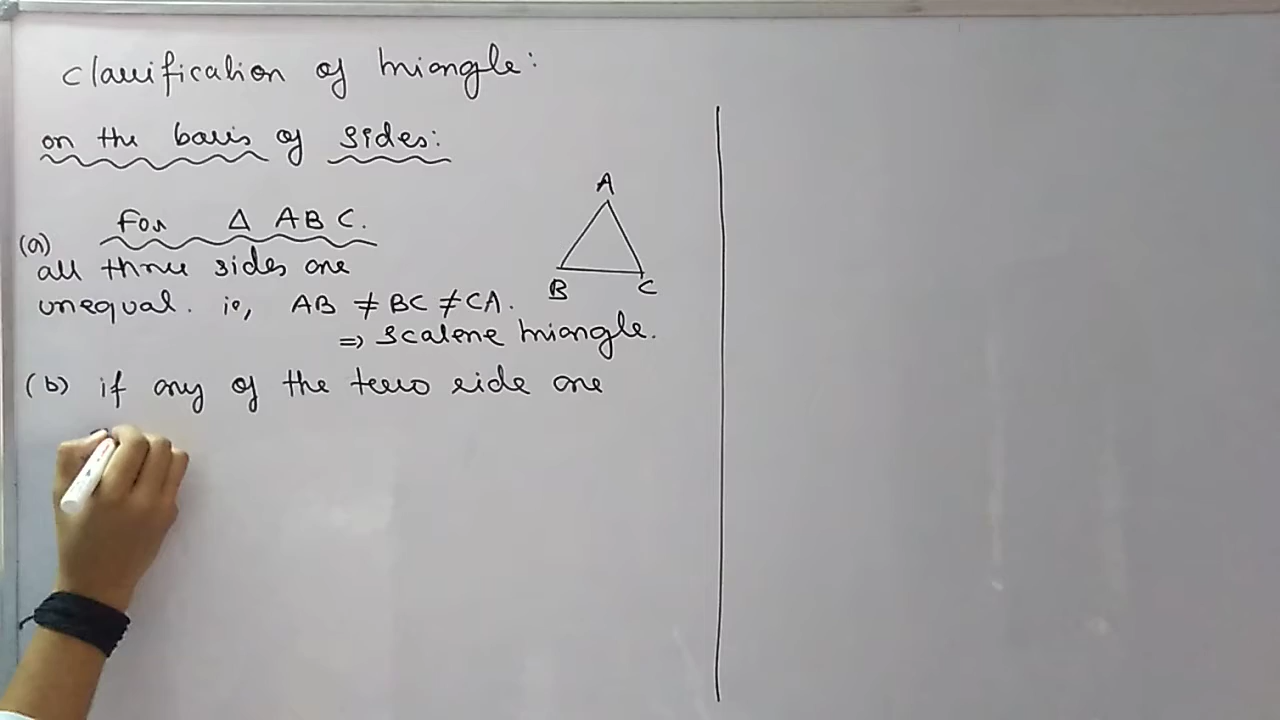 classification of triangle:
on the basis of sides:
A
For Δ ABC.
(a)
all three sides are
B C
unequal. ie, AB ≠ BC ≠ CA.
=> Scalene triangle.
(b) if any of the two side are